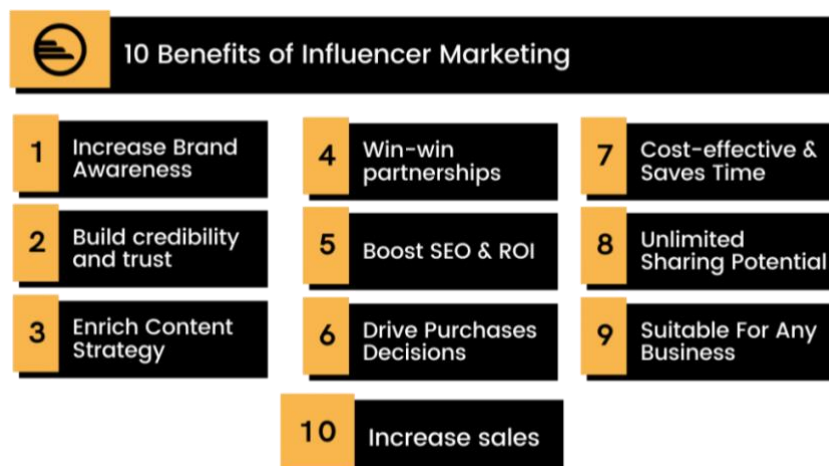 10 Benefits of Influencer Marketing
1
Increase Brand
Awareness
2
Build credibility
and trust
3
Enrich Content
Strategy
4
Win-win
partnerships
5
Boost SEO & ROI
6
Drive Purchases
Decisions
7
Cost-effective &
Saves Time
8
Unlimited
Sharing Potential
9
Suitable For Any
Business
10
Increase sales